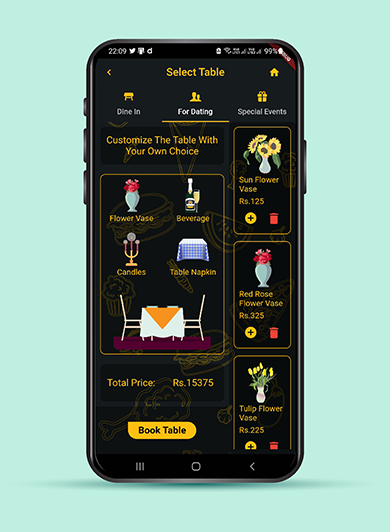 22:09
99%
Select Table
Dine In
For Dating
Special Events
Customize The Table With
Your Own Choice
Flower Vase
Beverage
Candles
Table Napkin
Total Price: Rs.15375
Book Table
Sun Flower
Vase
Rs.125
Red Rose
Flower Vase
Rs.325
Tulip Flower
Vase
Rs.225